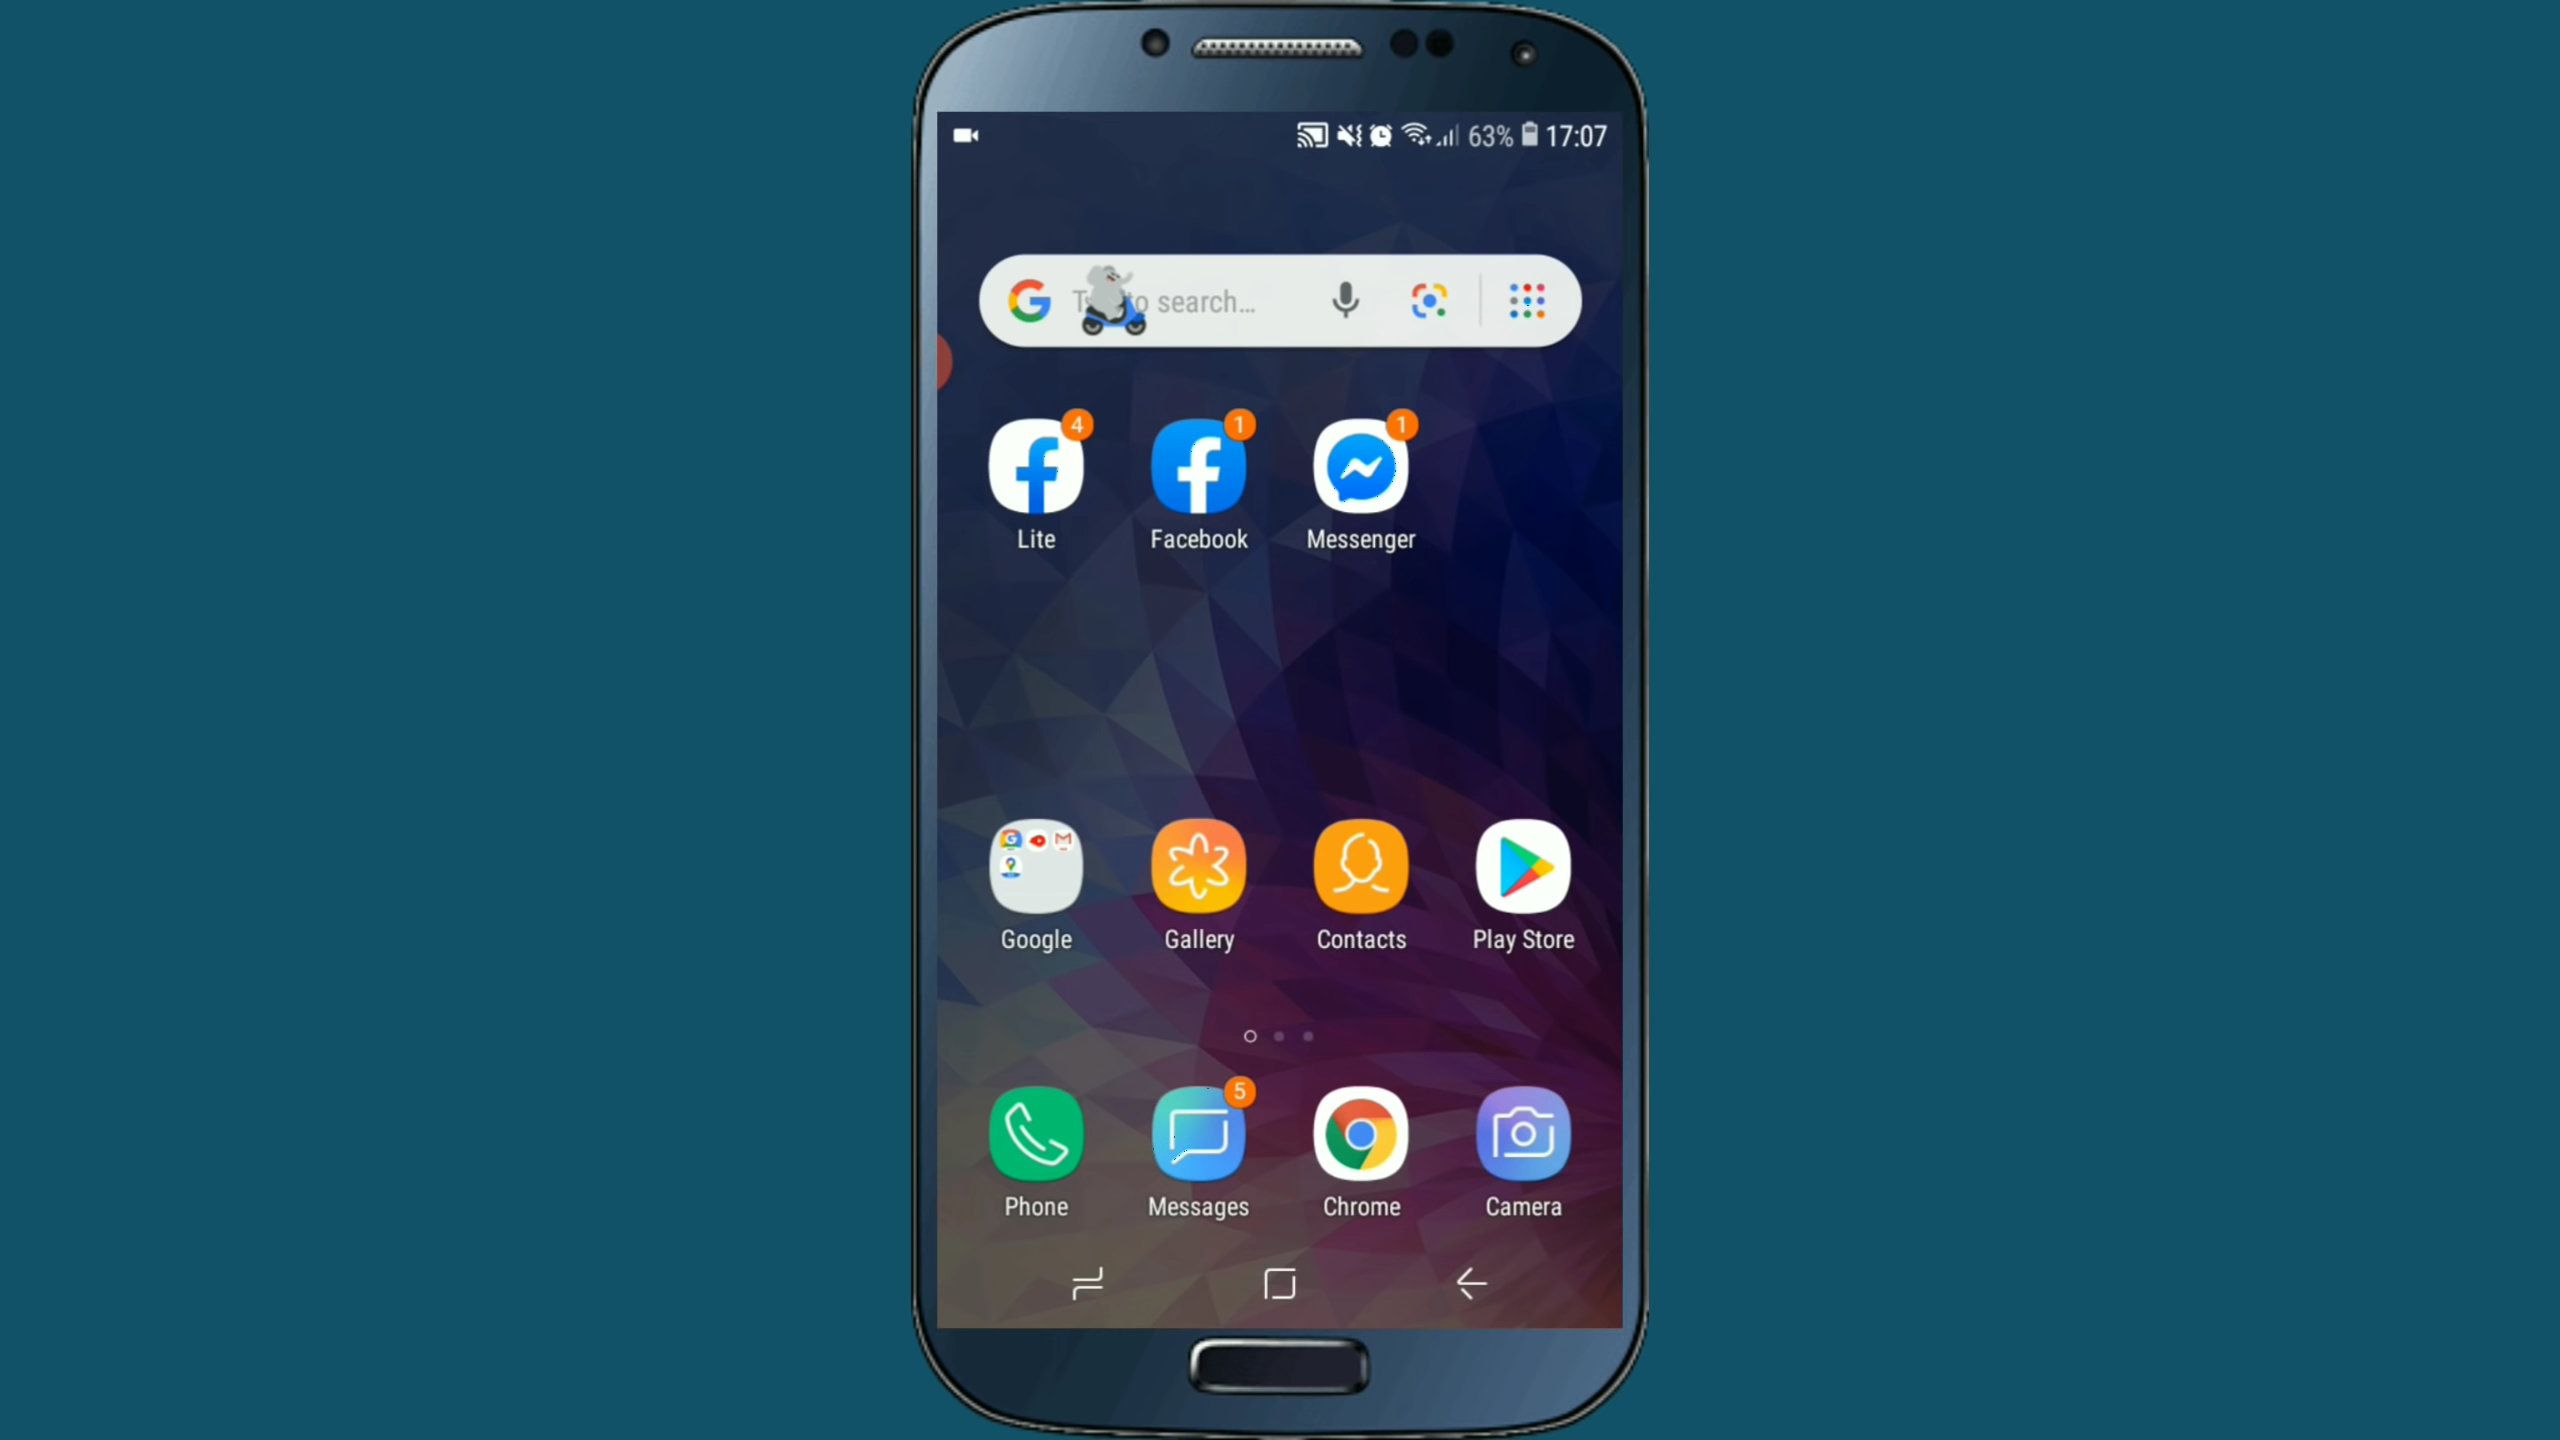 63% 17:07
to search...
4
1
1
Lite
Facebook
Messenger
Google
Gallery
Contacts
Play Store
5
Phone
Messages
Chrome
Camera